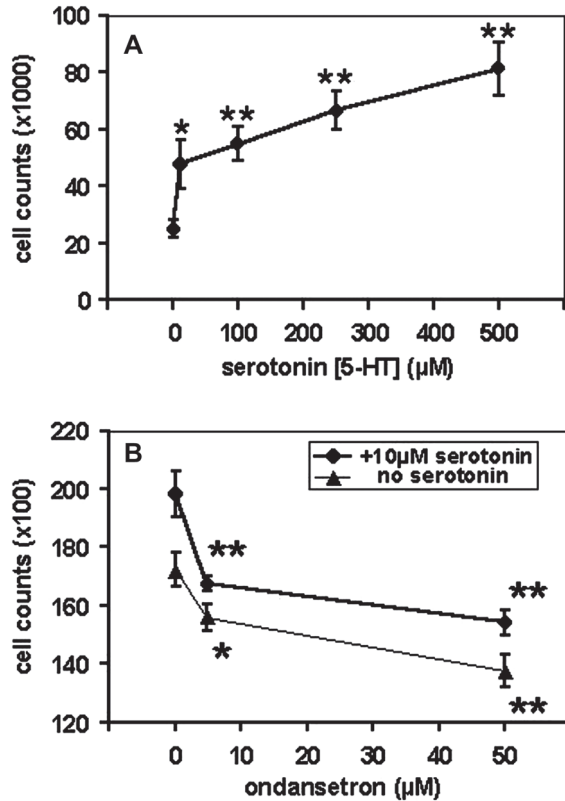 A
100
80
60
40
20
0
cell counts (x1000)
*
**
**
**
0 100 200 300 400 500
serotonin [5-HT] (µM)
B
220
200
180
160
140
120
cell counts (x100)
+10µM serotonin
no serotonin
**
*
**
**
0 10 20 30 40 50
ondansetron (µM)